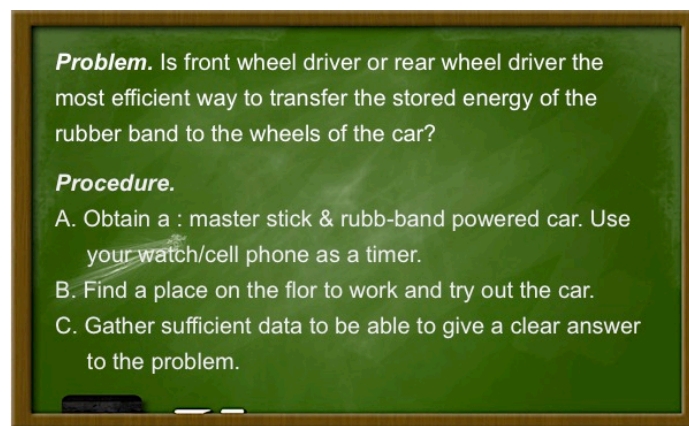 Problem. Is front wheel driver or rear wheel driver the
most efficient way to transfer the stored energy of the
rubber band to the wheels of the car?
Procedure.
A. Obtain a : master stick & rubb-band powered car. Use
your watch/cell phone as a timer.
B. Find a place on the flor to work and try out the car.
C. Gather sufficient data to be able to give a clear answer
to the problem.